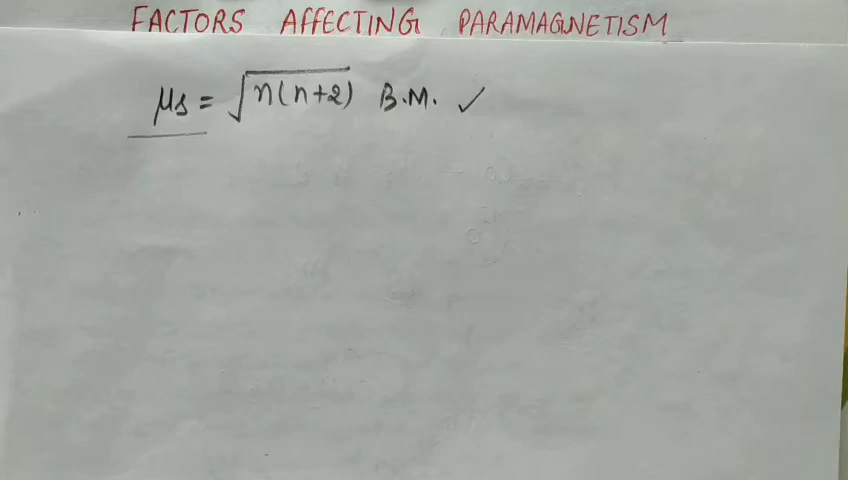 FACTORS AFFECTING PARAMAGNETISM
μs = √n(n+2) B.M. ✓